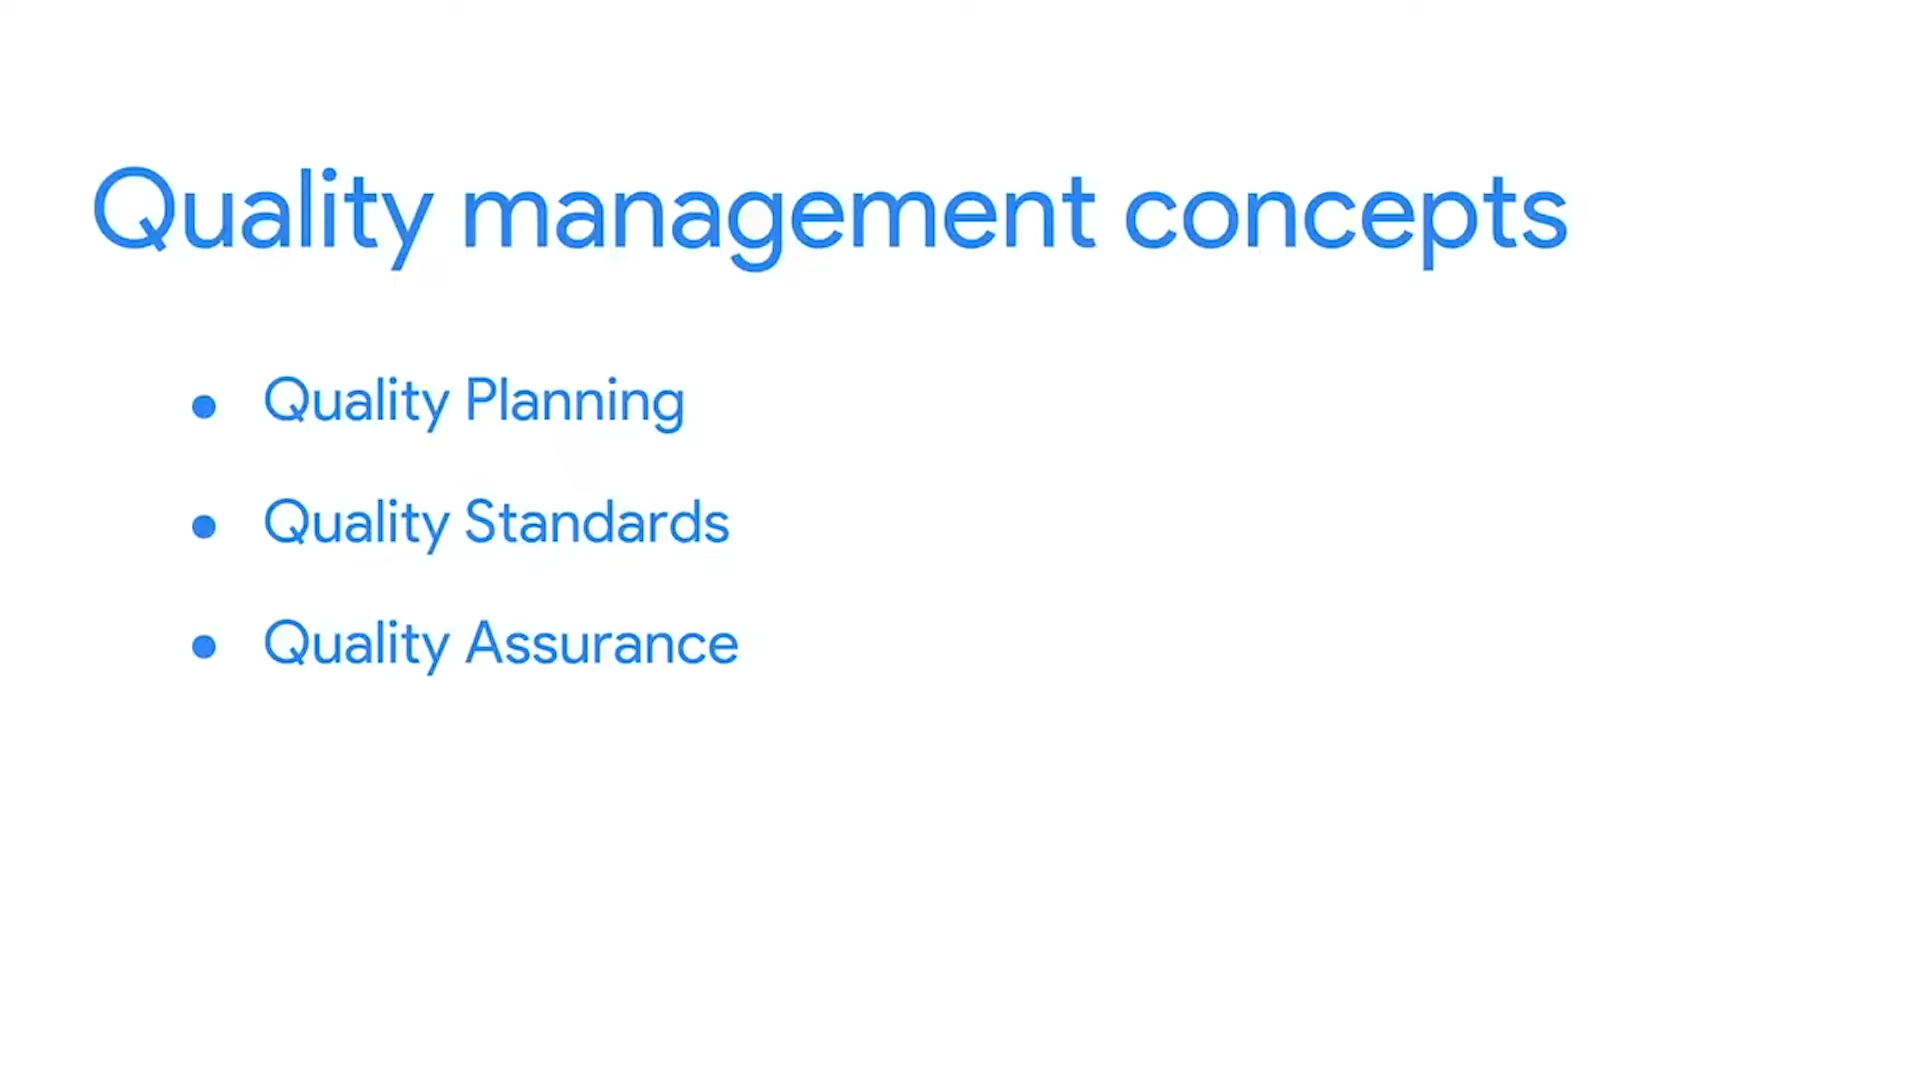 Quality management concepts
● Quality Planning
● Quality Standards
● Quality Assurance